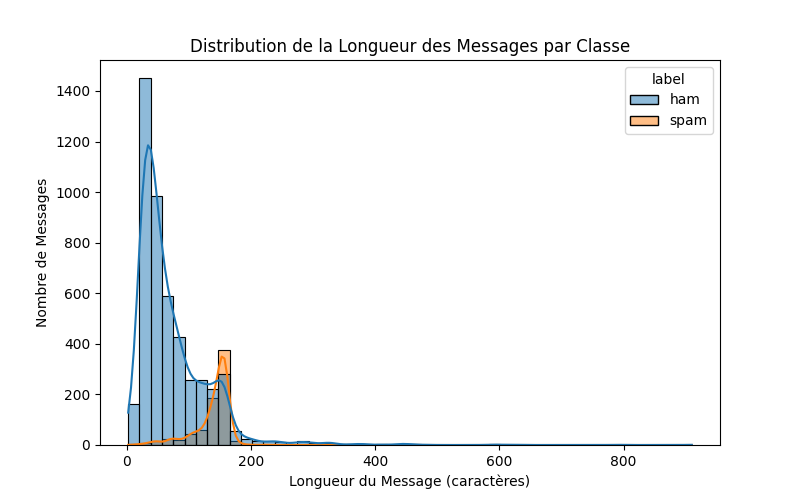 Distribution de la Longueur des Messages par Classe
label
ham
spam
Nombre de Messages
1400
1200
1000
800
600
400
200
0
0 200 400 600 800
Longueur du Message (caractères)